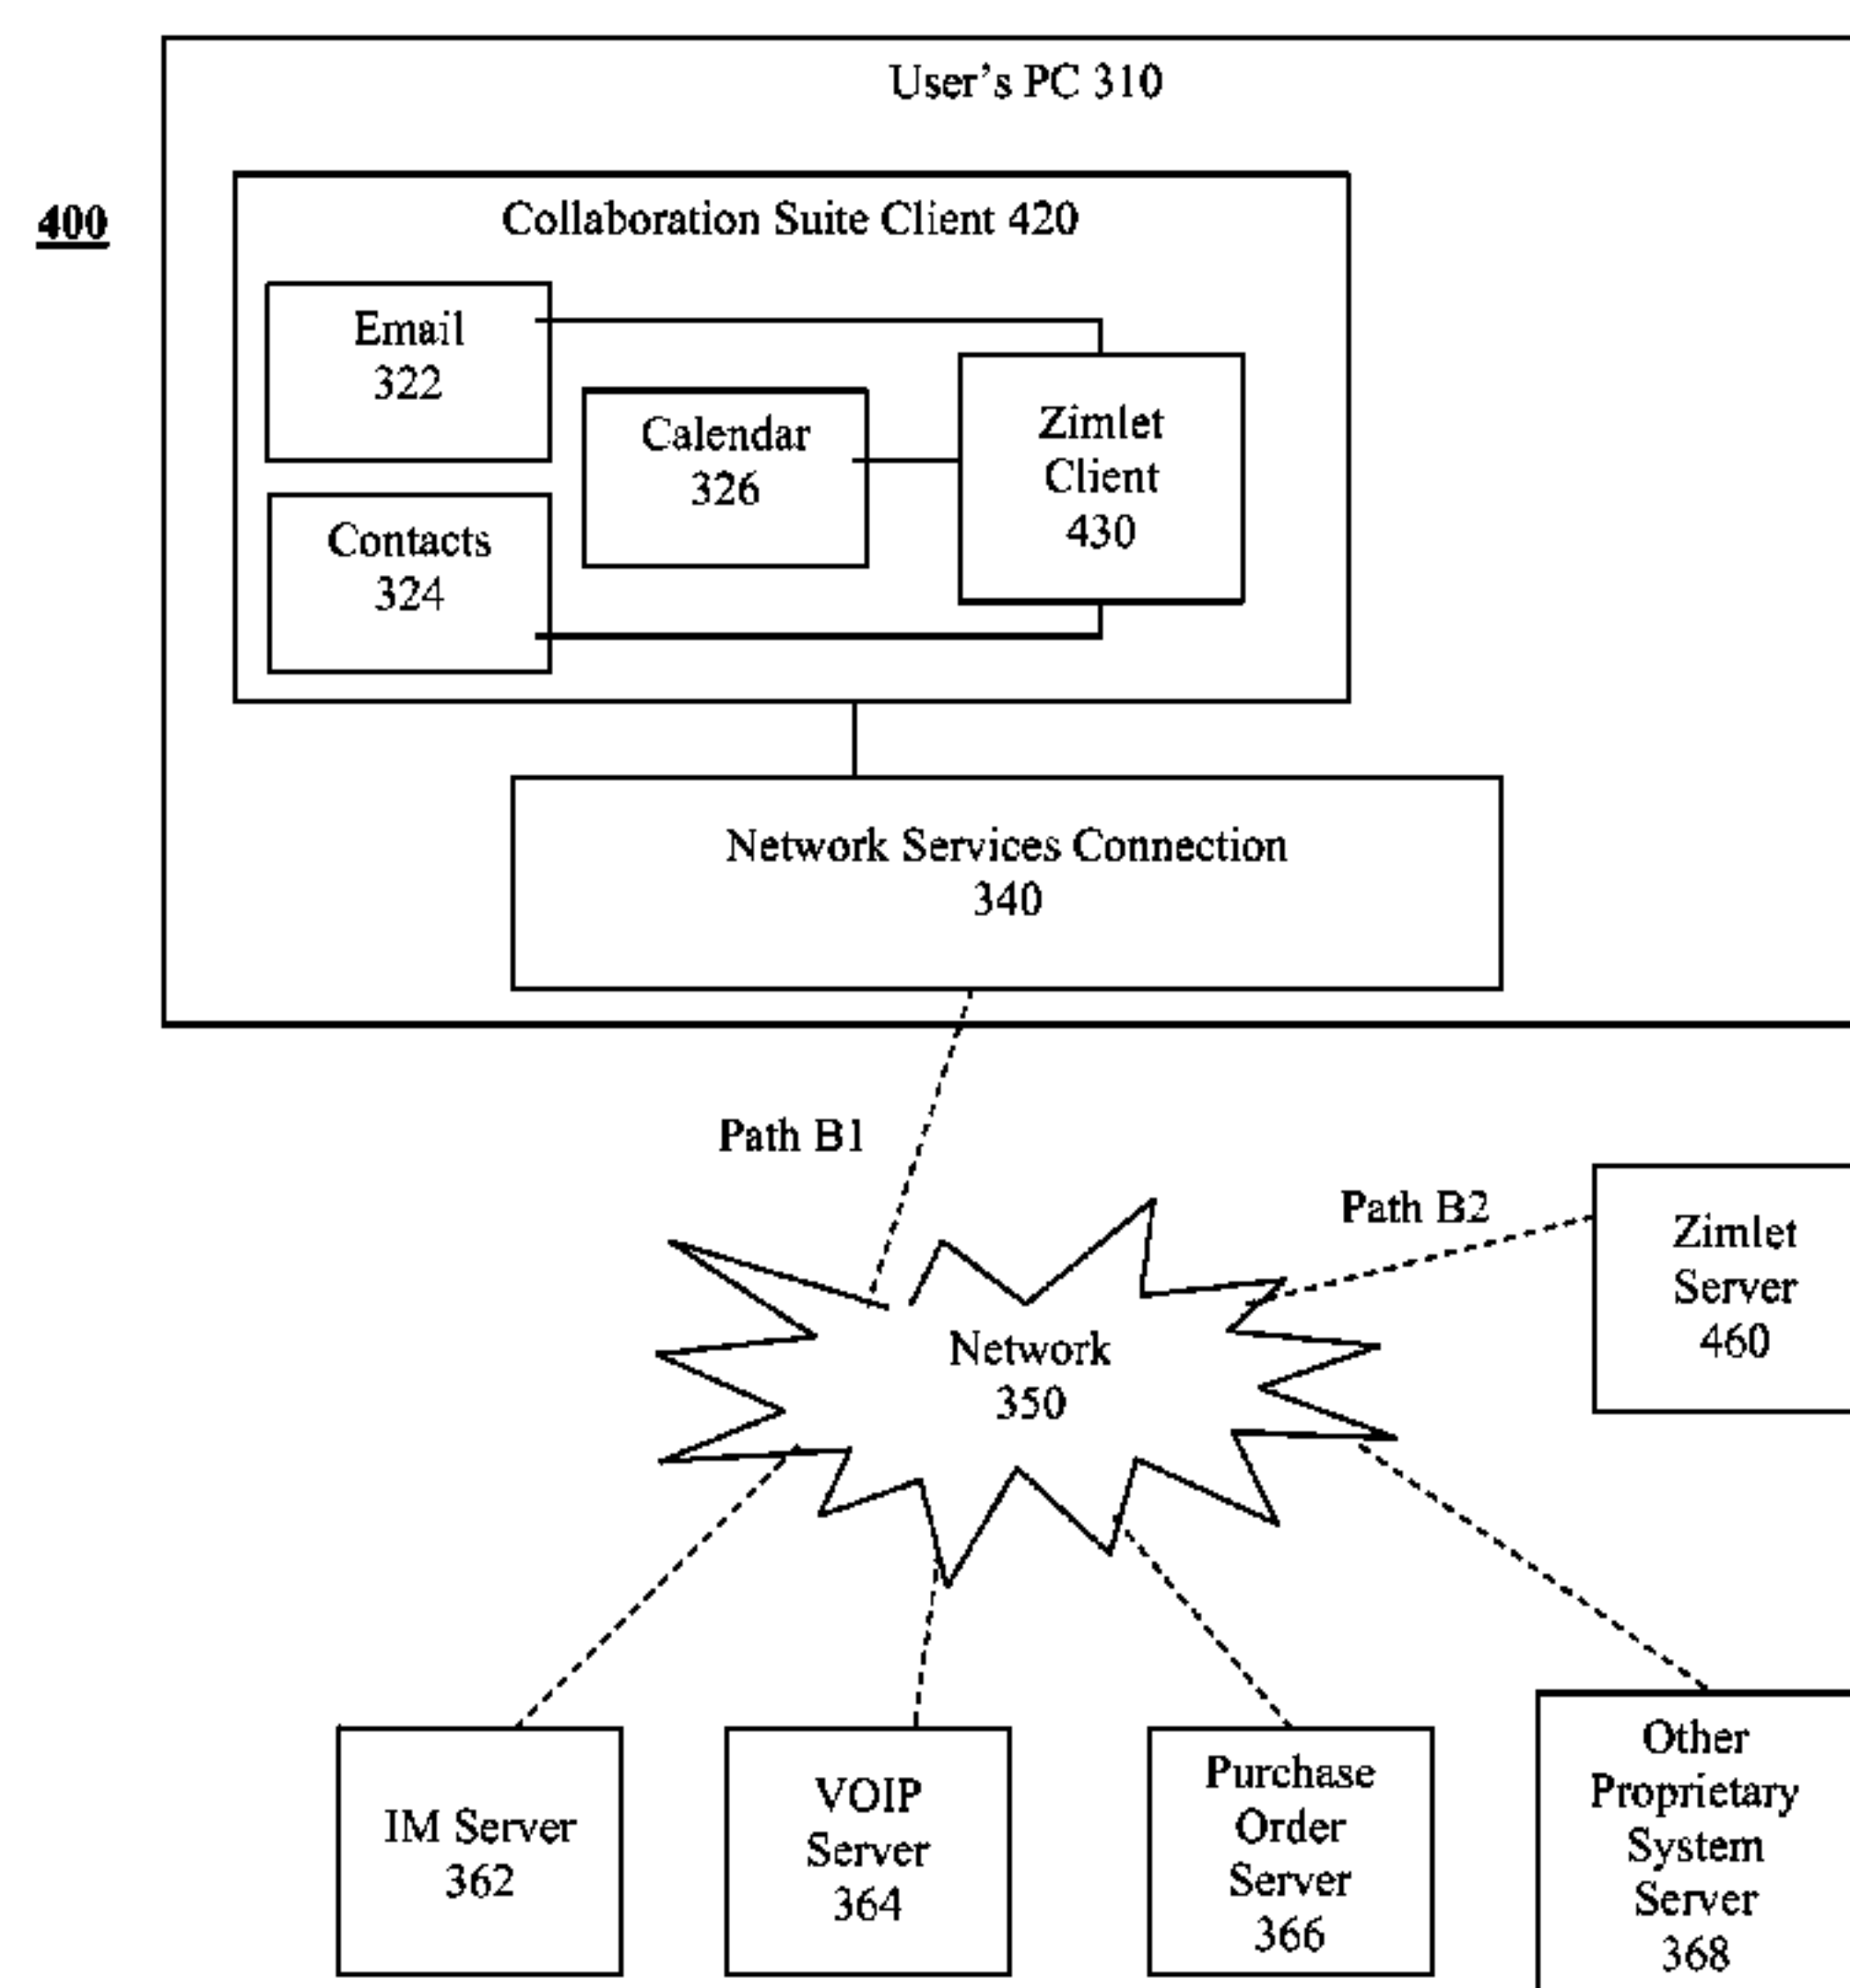 User's PC 310
400
Collaboration Suite Client 420
Email
322
Calendar
326
Zimlet
Client
430
Contacts
324
Network Services Connection
340
Path B1
Path B2
Zimlet
Server
460
Network
350
IM Server
362
VOIP
Server
364
Purchase
Order
Server
366
Other
Proprietary
System
Server
368